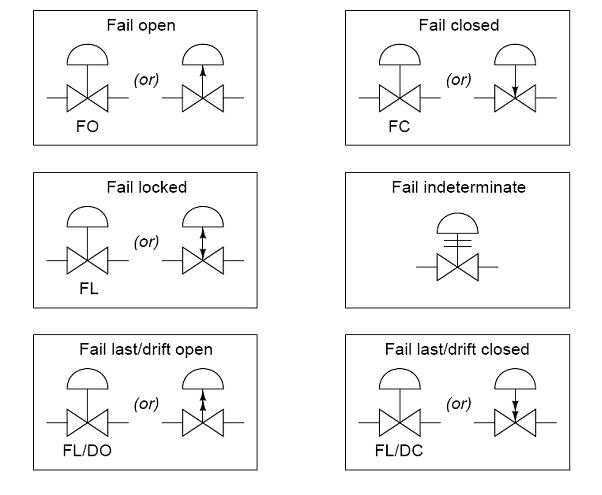 Fail open
(or)
FO
Fail closed
(or)
FC
Fail locked
(or)
FL
Fail indeterminate
Fail last/drift open
(or)
FL/DO
Fail last/drift closed
(or)
FL/DC